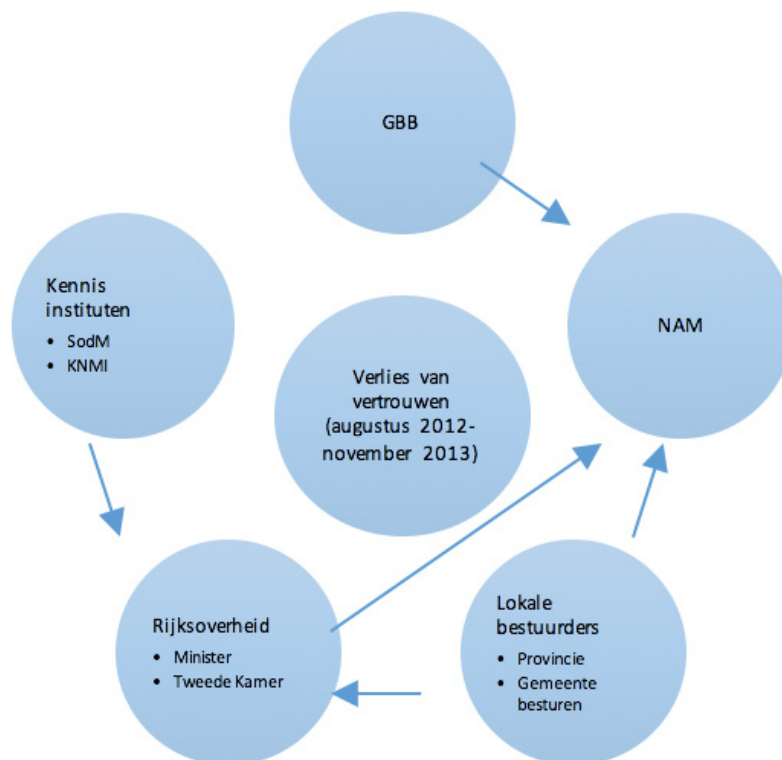 GBB
Kennis
instituten
• SodM
• KNMI
NAM
Verlies van
vertrouwen
(augustus 2012-
november 2013)
Rijksoverheid
• Minister
• Tweede Kamer
Lokale
bestuurders
• Provincie
• Gemeente
besturen